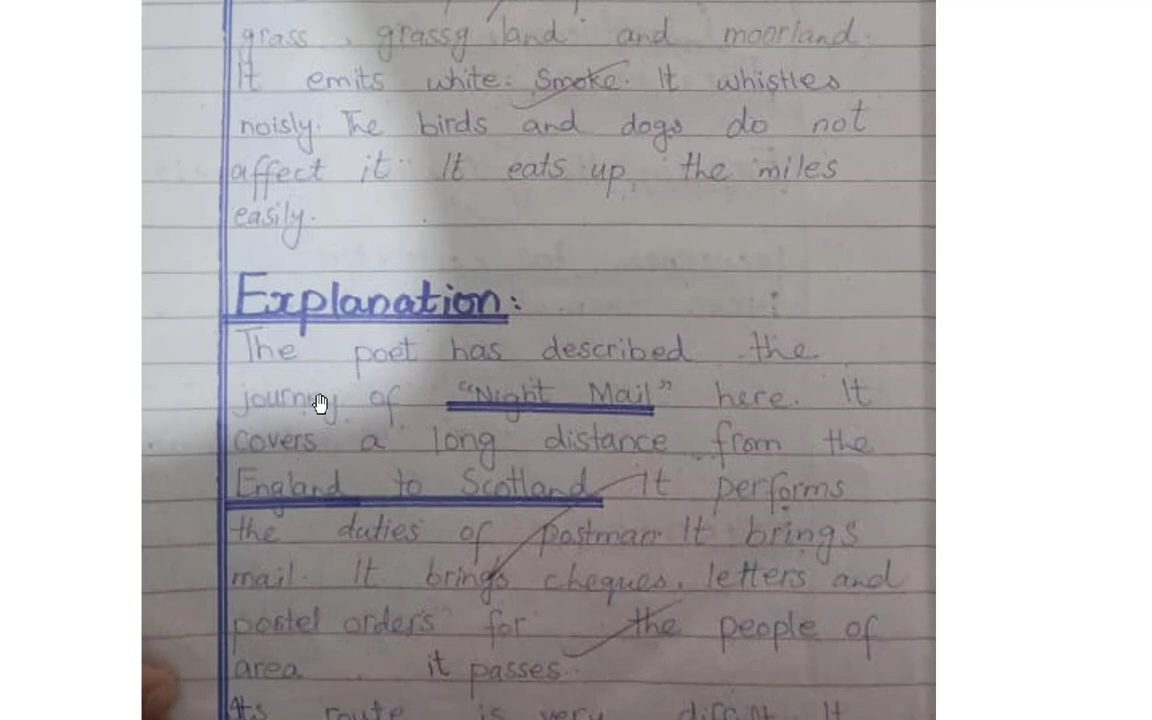 grass, grassy land and moorland.
It emits white. Smoke. It whistles
noisly. The birds and dogs do not
affect it. It eats up the miles
easily.
Explanation:
The poet has described the
journy of "Night Mail" here. It
covers a long distance from the
England to Scotland. It performs
the duties of postman. It brings
mail. It brings cheques, letters and
postel orders for the people of
area it passes.
Its route is very It